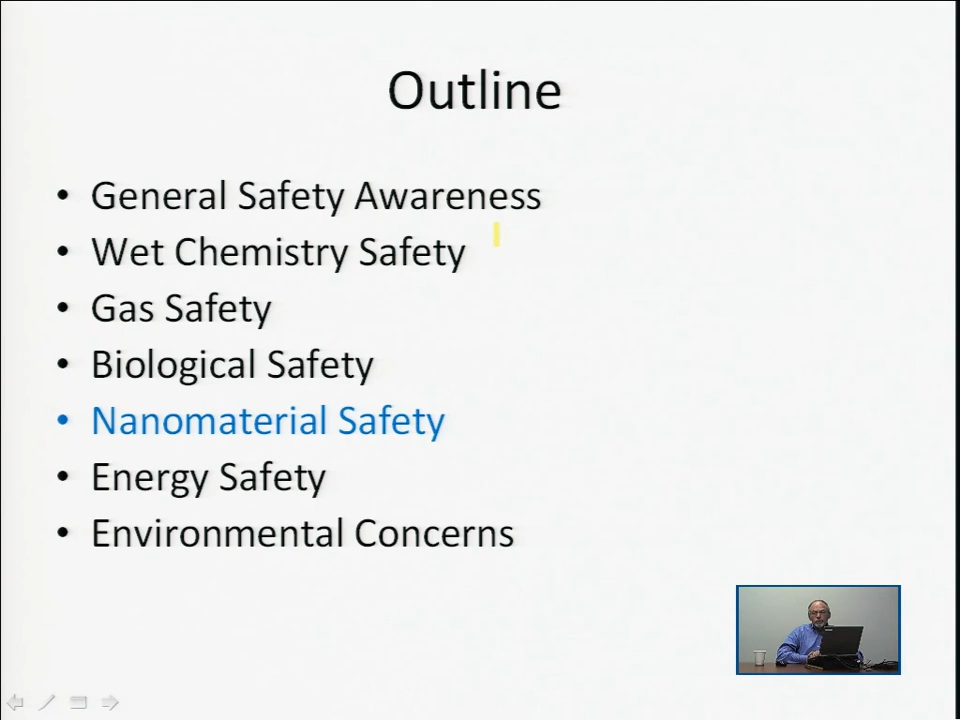 Outline
• General Safety Awareness
• Wet Chemistry Safety
• Gas Safety
• Biological Safety
• Nanomaterial Safety
• Energy Safety
• Environmental Concerns